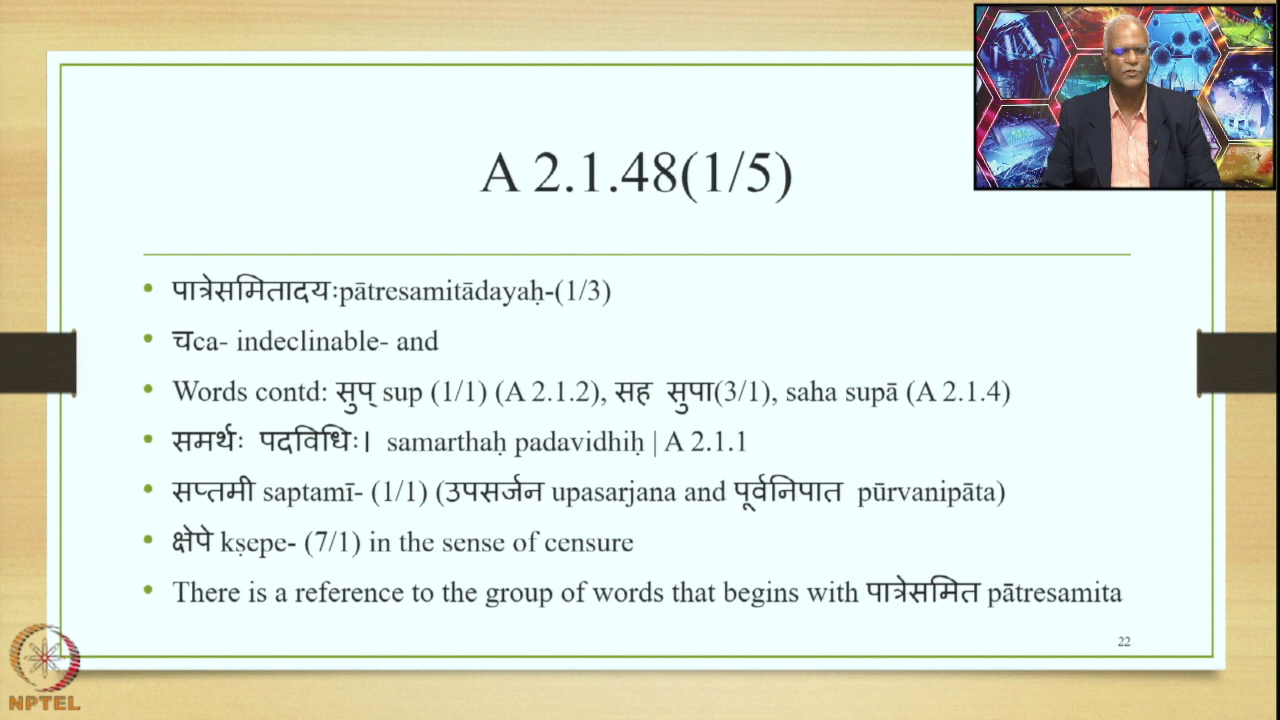 A 2.1.48(1/5)
पात्रेसमितादयःpātresamitādayaḥ-(1/3)
चca- indeclinable- and
Words contd: सुप् sup (1/1) (A 2.1.2), सह सुपा(3/1), saha supā (A 2.1.4)
समर्थः पदविधिः। samarthaḥ padavidhiḥ | A 2.1.1
सप्तमी saptamī- (1/1) (उपसर्जन upasarjana and पूर्वनिपात pūrvanipāta)
क्षेपे kṣepe- (7/1) in the sense of censure
There is a reference to the group of words that begins with पात्रेसमित pātresamita
22
NPTEL